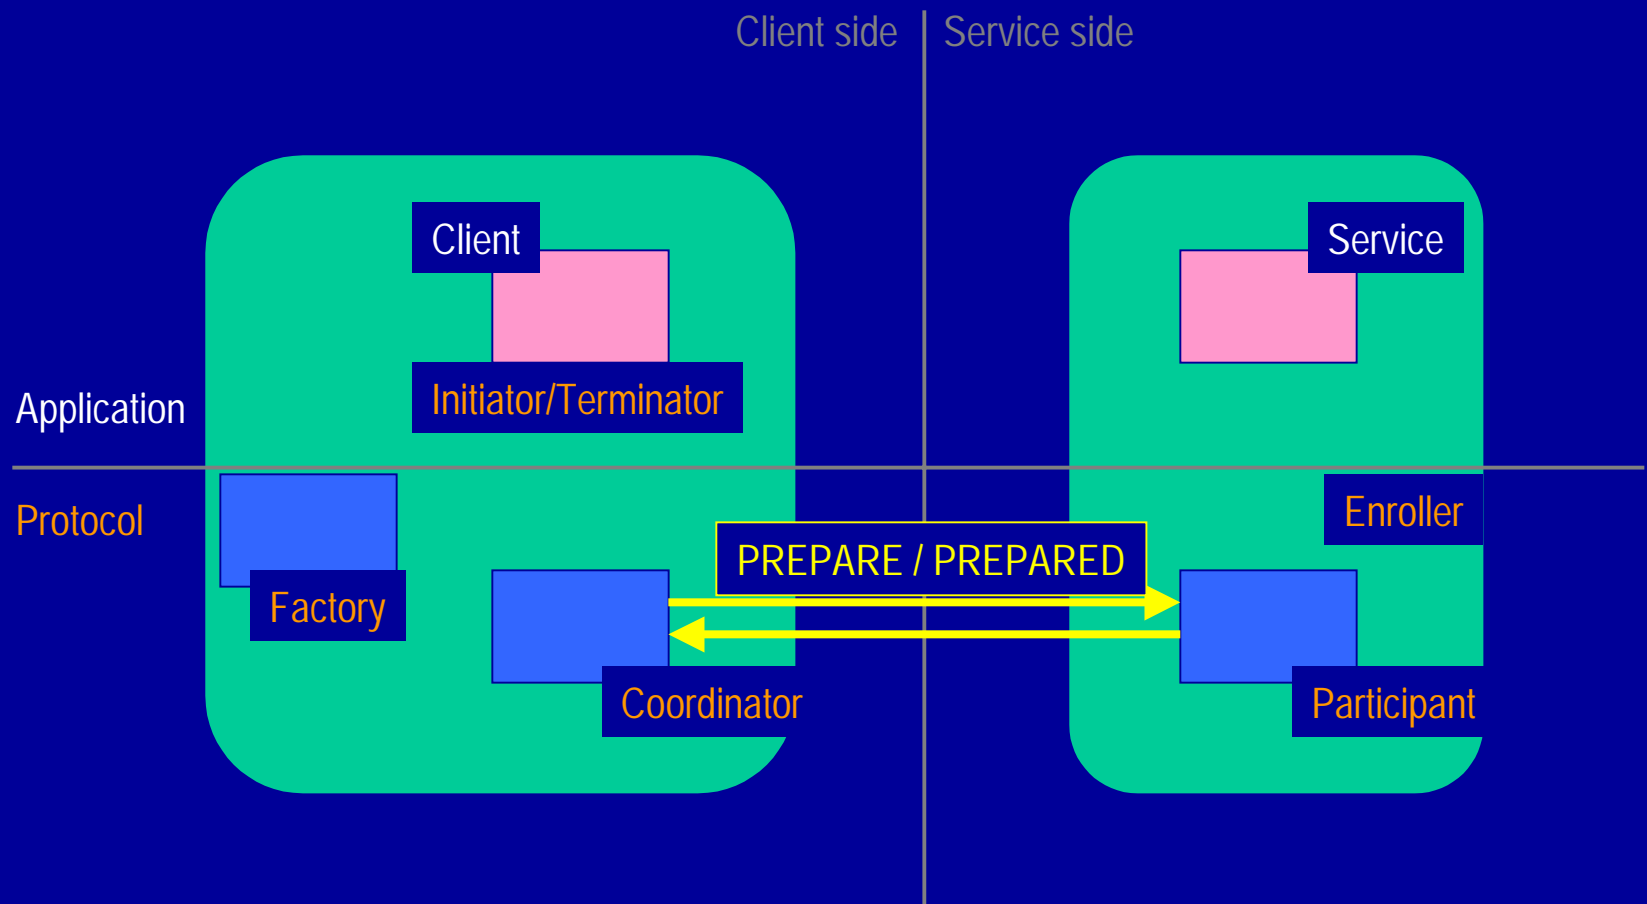 Client side
Service side
Client
Service
Initiator/Terminator
Application
Protocol
Enroller
PREPARE / PREPARED
Factory
Coordinator
Participant